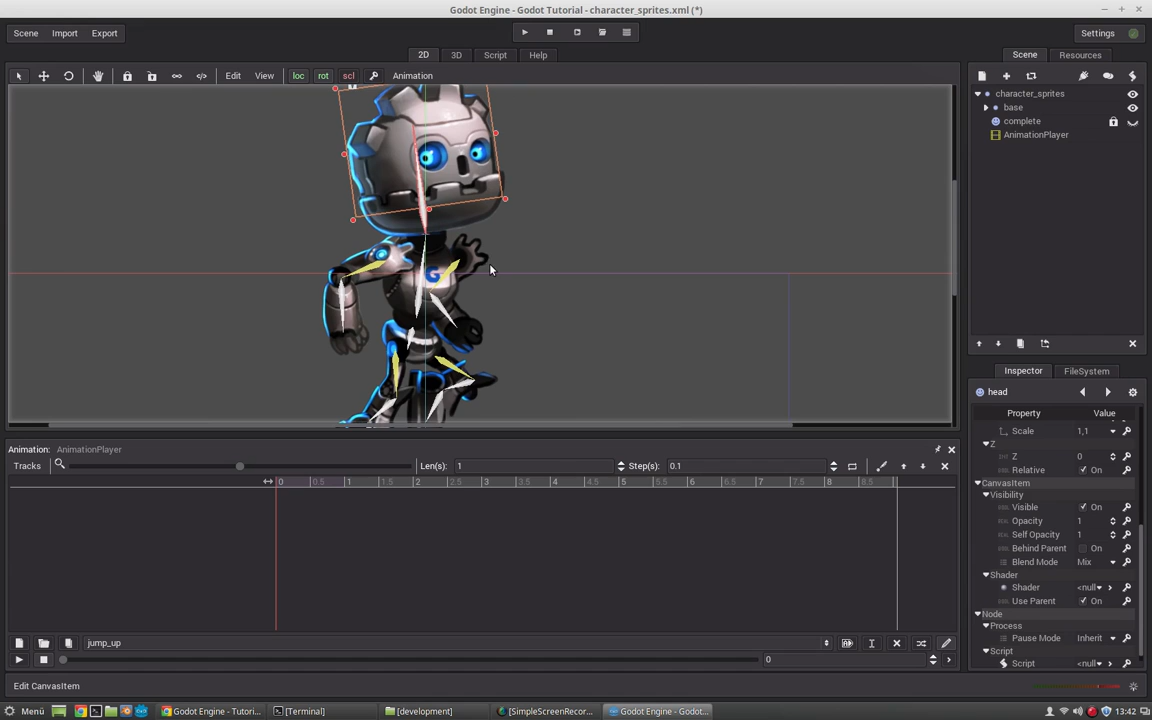 Godot Engine - Godot Tutorial - character_sprites.xml (*)
Scene Import Export Settings
2D 3D Script Help Scene Resources
Edit View loc rot scl Animation
character_sprites
base
complete
AnimationPlayer
G
Inspector FileSystem
head
Property Value
Scale 1,1
Z
Z 0
Relative On
CanvasItem
Visibility
Visible On
Opacity 1
Self Opacity 1
Behind Parent On
Blend Mode Mix
Shader
Shader <null
Use Parent On
Node
Process
Pause Mode Inherit
Script
Script <null
Animation: AnimationPlayer
Tracks Len(s): 1 Step(s): 0.1
0 0.5 1 1.5 2 2.5 3 3.5 4 4.5 5 5.5 6 6.5 7 7.5 8 8.5 9
jump_up
0
Edit CanvasItem
Menü Godot Engine - Tutori... [Terminal] [development] [SimpleScreenRecor... Godot Engine - Godot... 13:42